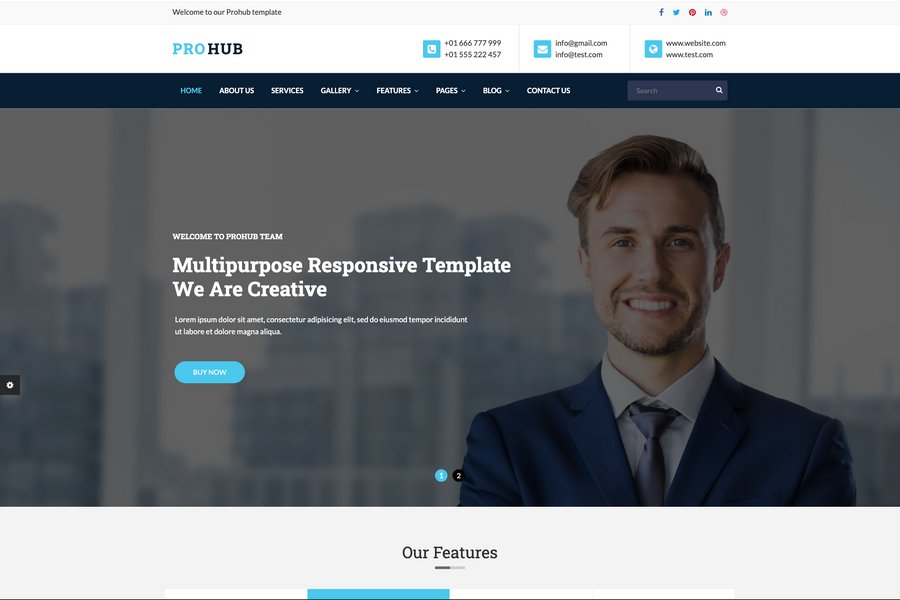 Welcome to our Prohub template
PROHUB
+01 666 777 999
+01 555 222 457
info@gmail.com
info@test.com
www.website.com
www.test.com
HOME ABOUT US SERVICES GALLERY FEATURES PAGES BLOG CONTACT US Search
WELCOME TO PROHUB TEAM
Multipurpose Responsive Template
We Are Creative
Lorem ipsum dolor sit amet, consectetur adipisicing elit, sed do eiusmod tempor incididunt
ut labore et dolore magna aliqua.
BUY NOW
1 2
Our Features